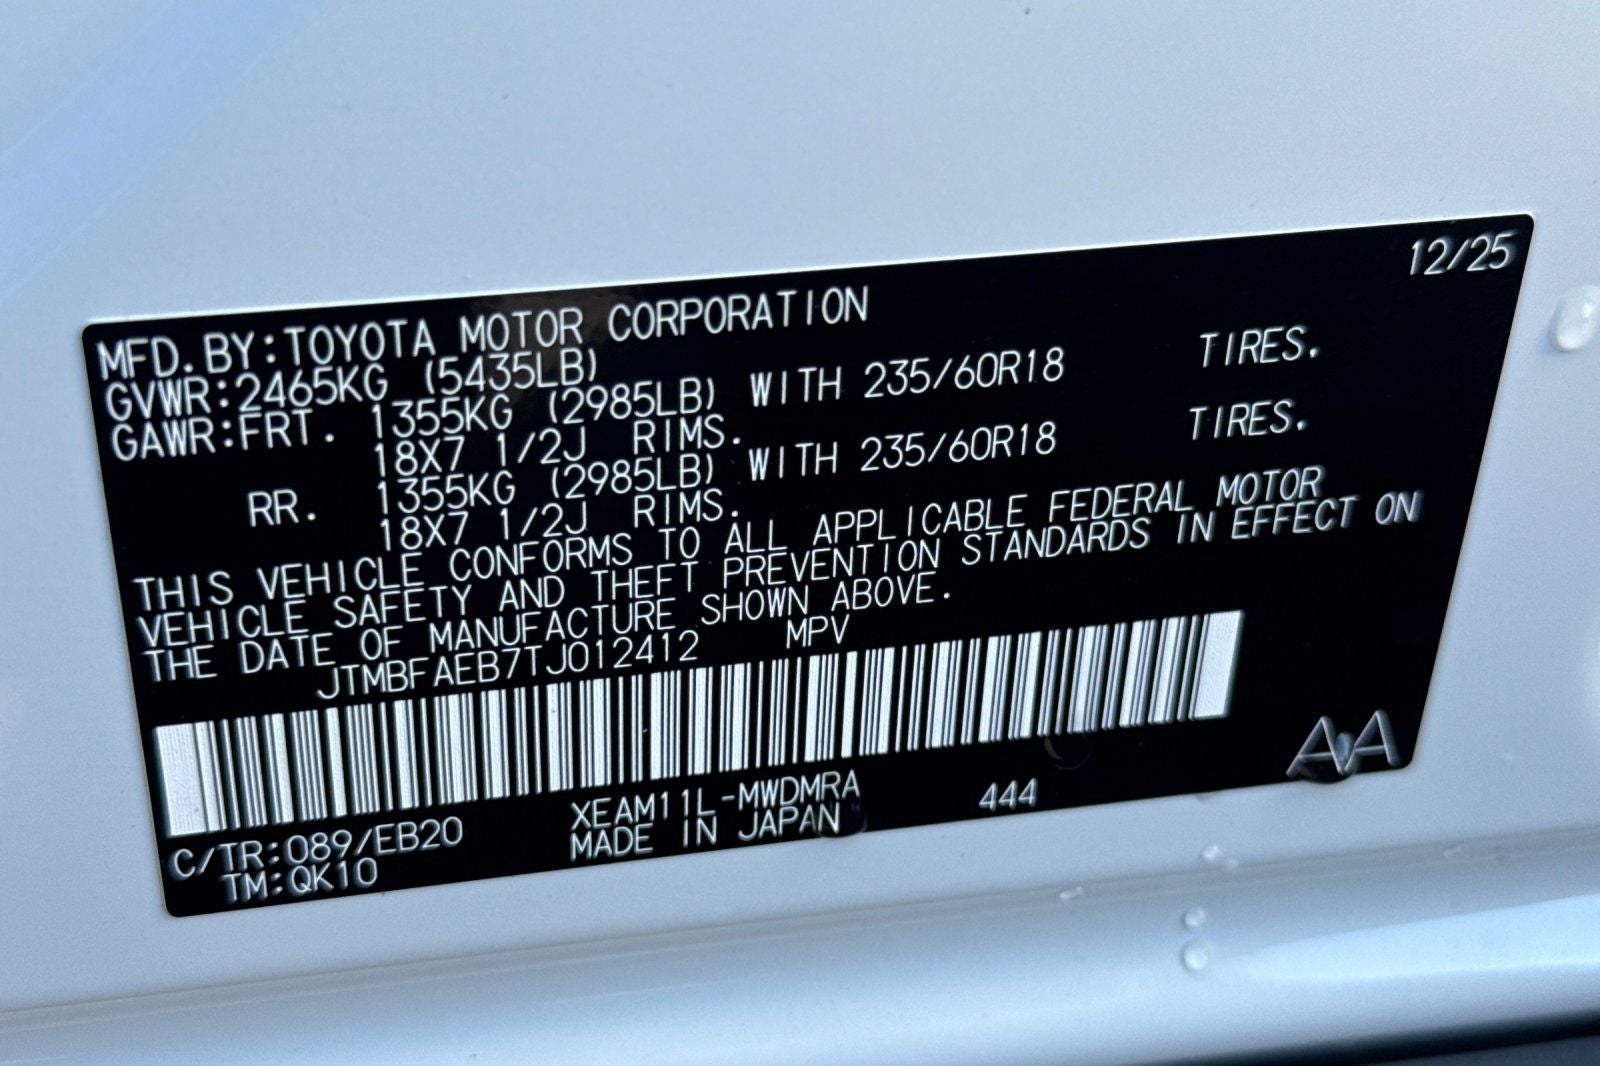 12/25
MFD.BY:TOYOTA MOTOR CORPORATION
GVWR:2465KG (5435LB)
GAWR:FRT. 1355KG (2985LB) WITH 235/60R18 TIRES.
18X7 1/2J RIMS.
RR. 1355KG (2985LB) WITH 235/60R18 TIRES.
18X7 1/2J RIMS.
THIS VEHICLE CONFORMS TO ALL APPLICABLE FEDERAL MOTOR
VEHICLE SAFETY AND THEFT PREVENTION STANDARDS IN EFFECT ON
THE DATE OF MANUFACTURE SHOWN ABOVE.
JTMBFAEB7TJ012412 MPV
C/TR:089/EB20 XEAM11L-MWDMRA 444 AA
TM:QK10 MADE IN JAPAN